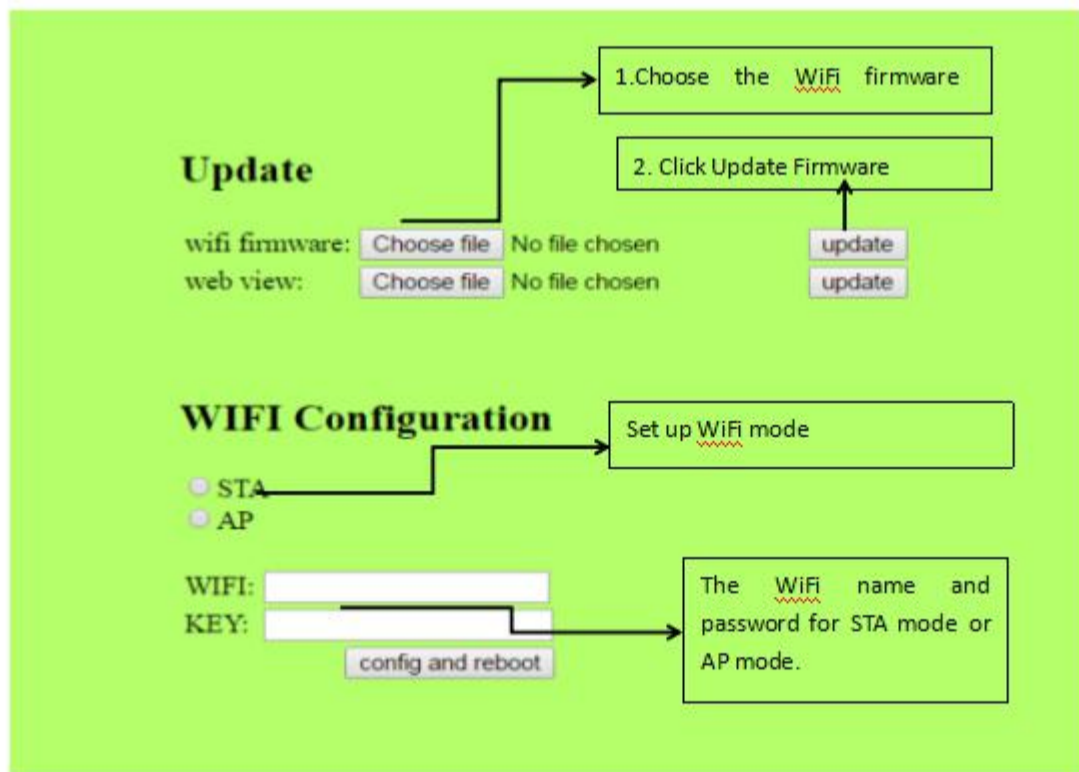 1.Choose the WiFi firmware
2. Click Update Firmware
Update
wifi firmware: Choose file No file chosen update
web view: Choose file No file chosen update
WIFI Configuration
Set up WiFi mode
STA
AP
WIFI:
KEY:
config and reboot
The WiFi name and
password for STA mode or
AP mode.